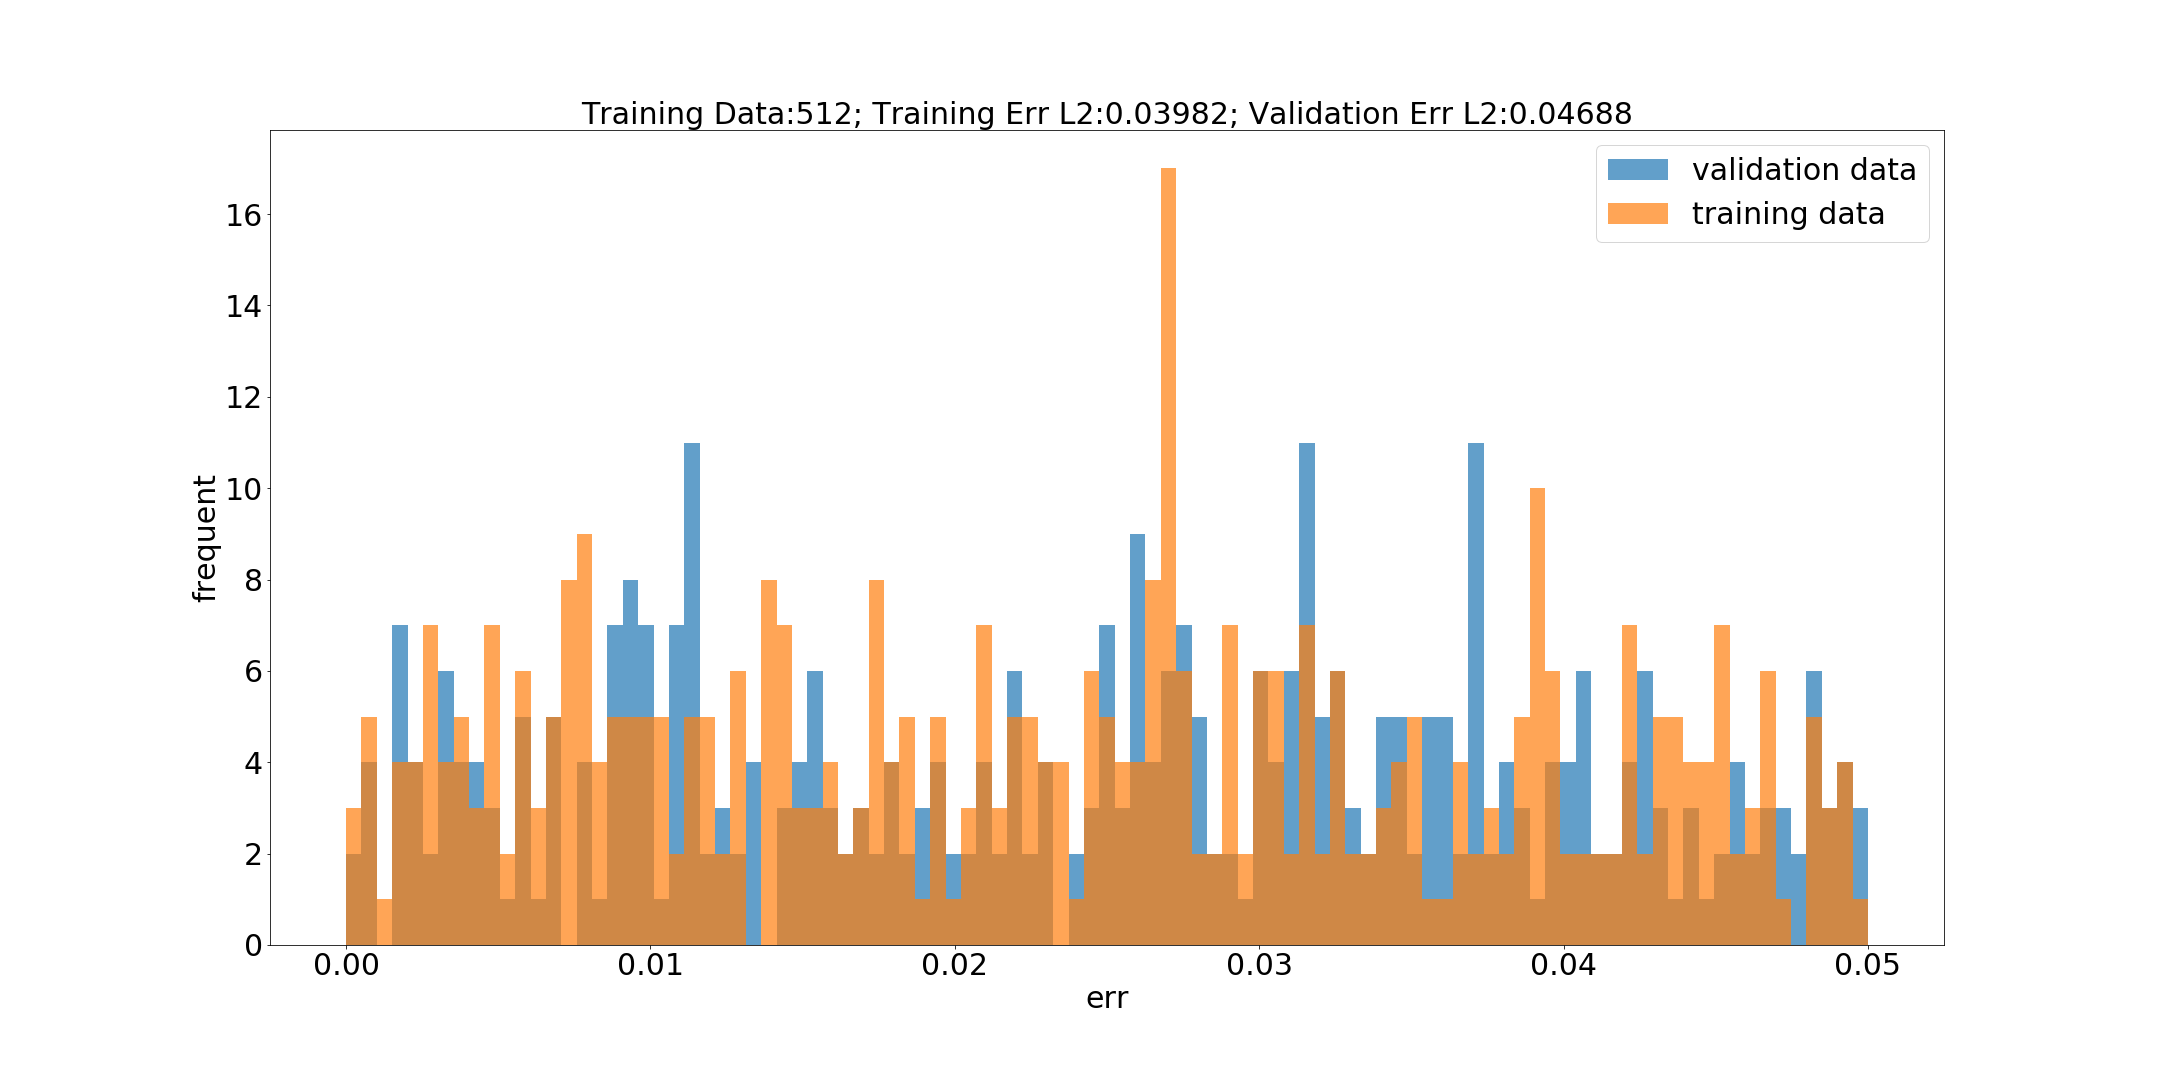 Training Data:512; Training Err L2:0.03982; Validation Err L2:0.04688
validation data
training data
16
14
12
10
8
6
4
2
0
frequent
0.00 0.01 0.02 0.03 0.04 0.05
err